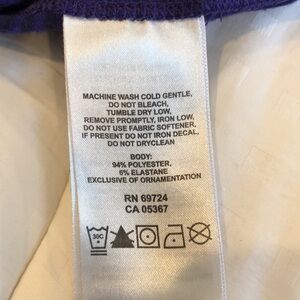 MACHINE WASH COLD GENTLE,
DO NOT BLEACH,
TUMBLE DRY LOW,
REMOVE PROMPTLY, IRON LOW,
DO NOT USE FABRIC SOFTENER,
IF PRESENT DO NOT IRON DECAL,
DO NOT DRYCLEAN
BODY:
94% POLYESTER,
6% ELASTANE
EXCLUSIVE OF ORNAMENTATION
RN 69724
CA 05367
30C